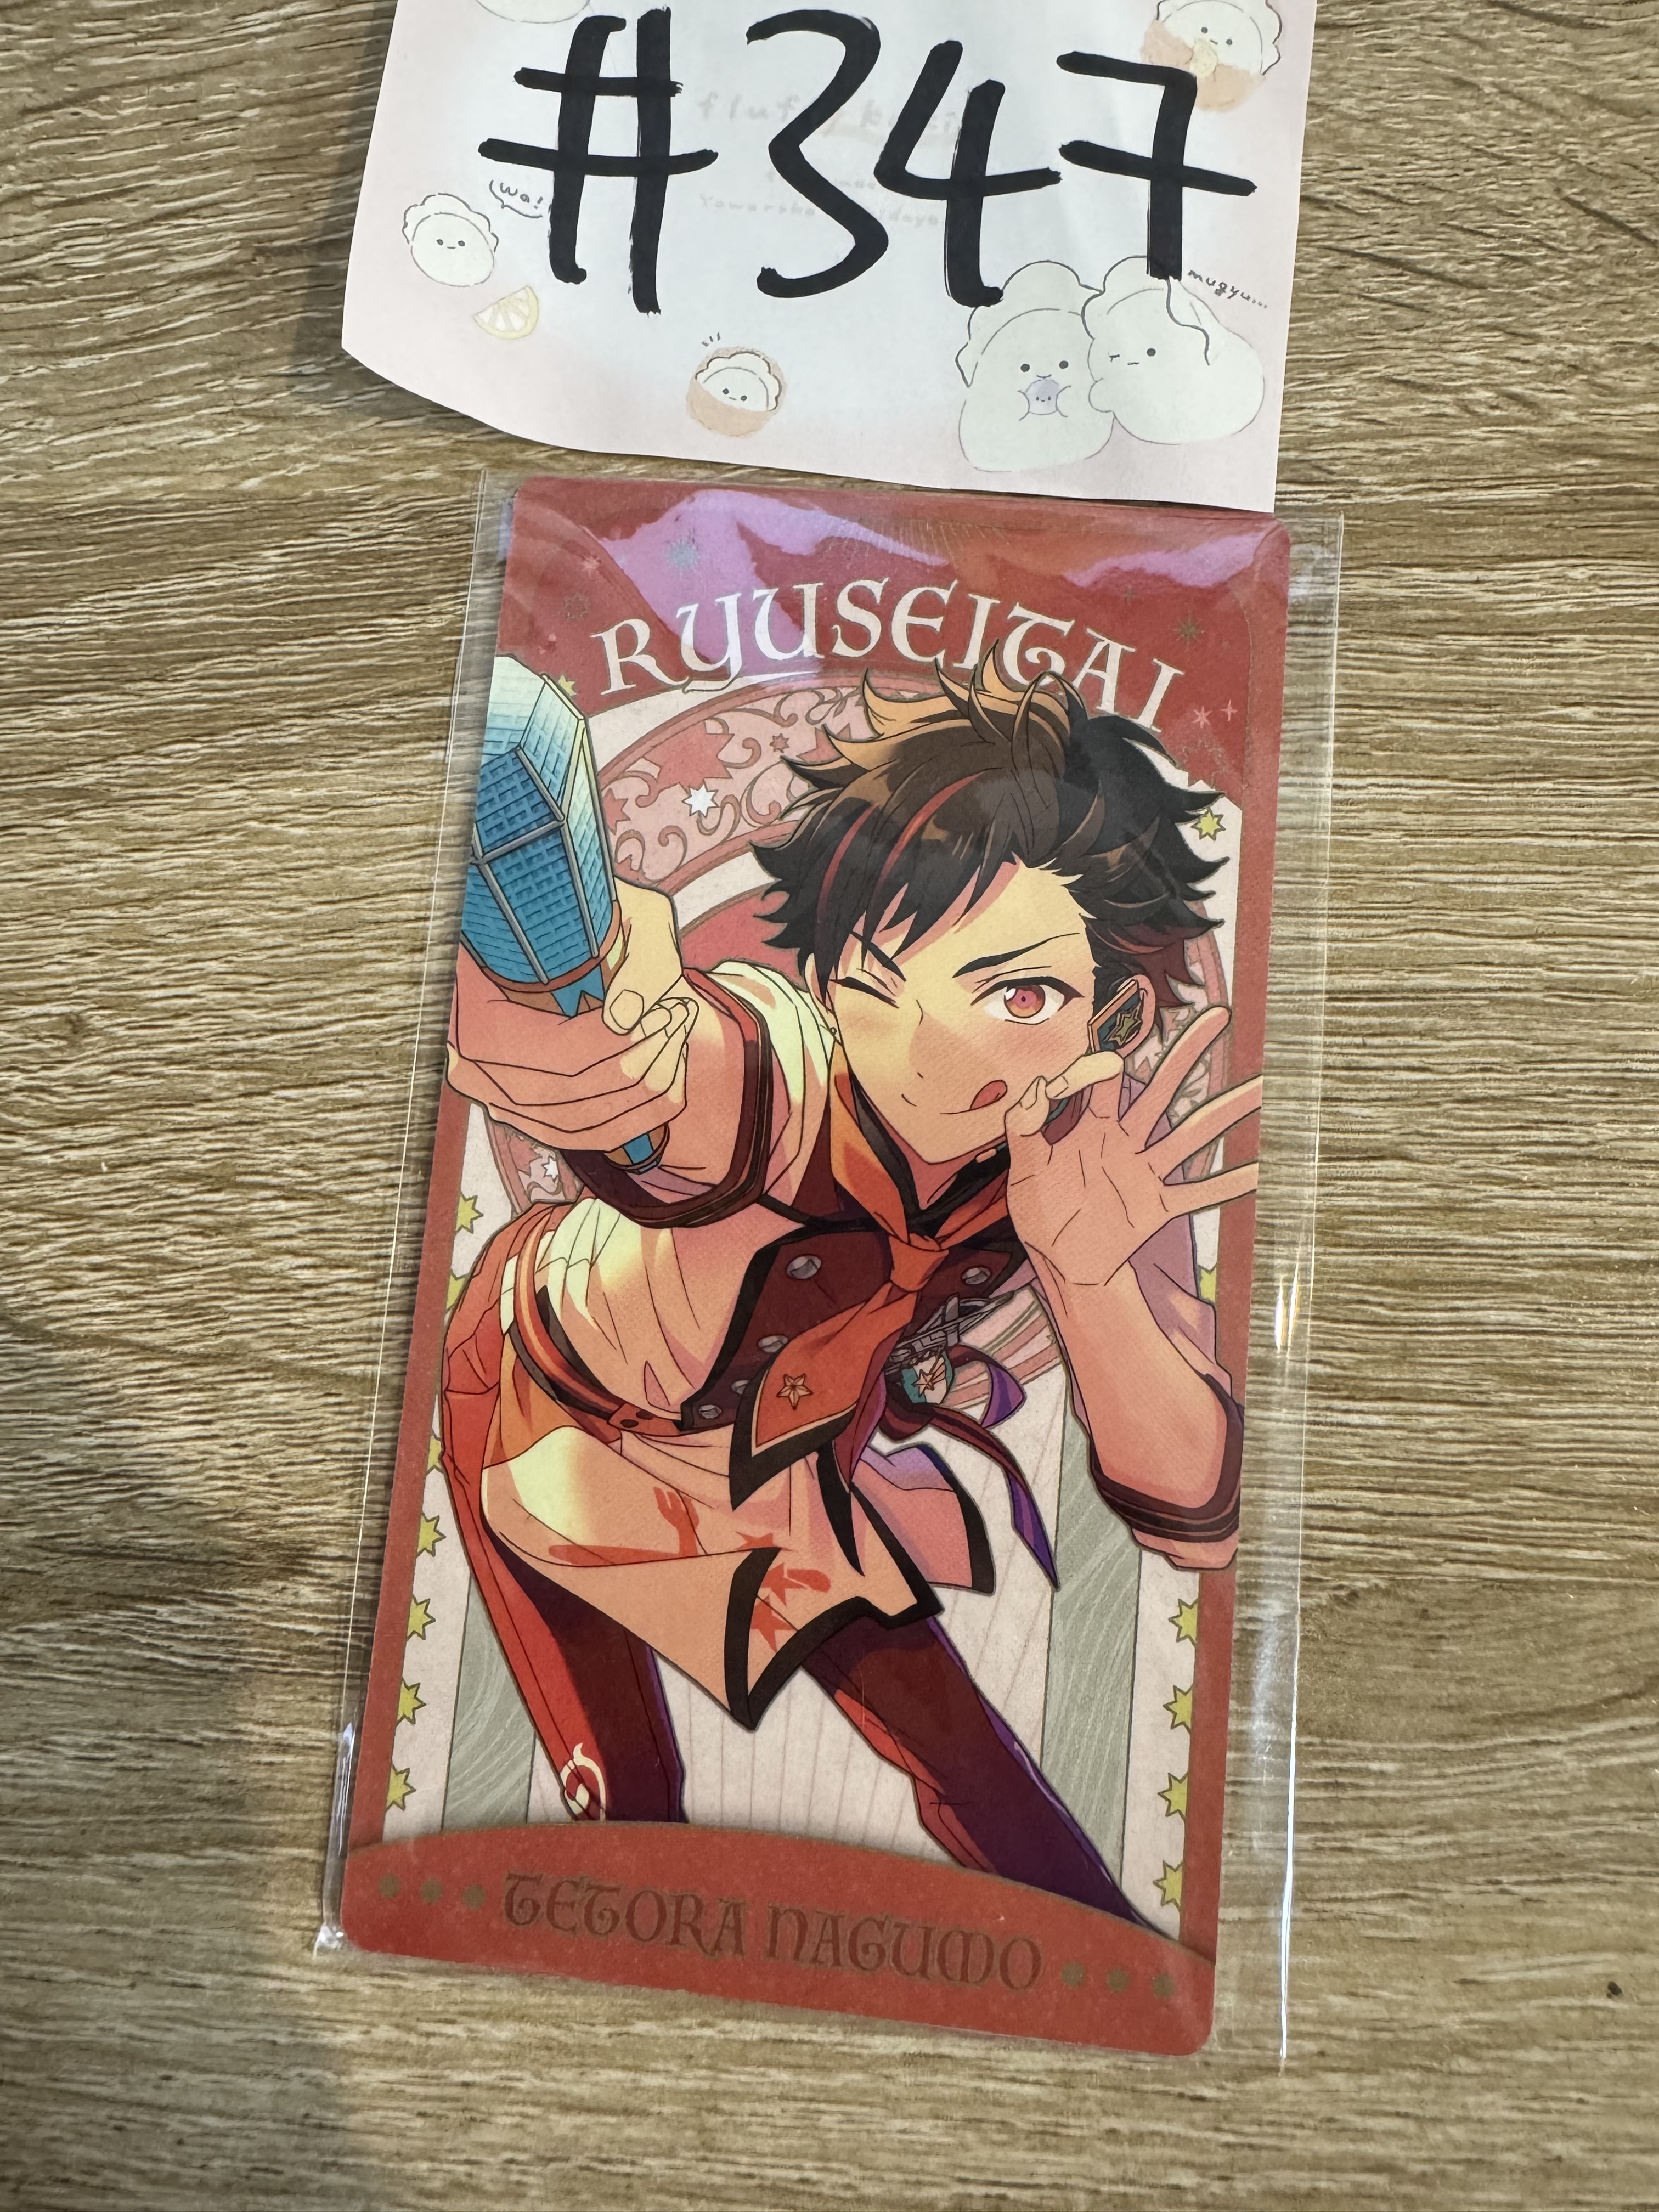 #347
wa!
mugyu...
RYUSEITAI
TETORA NAGUMO